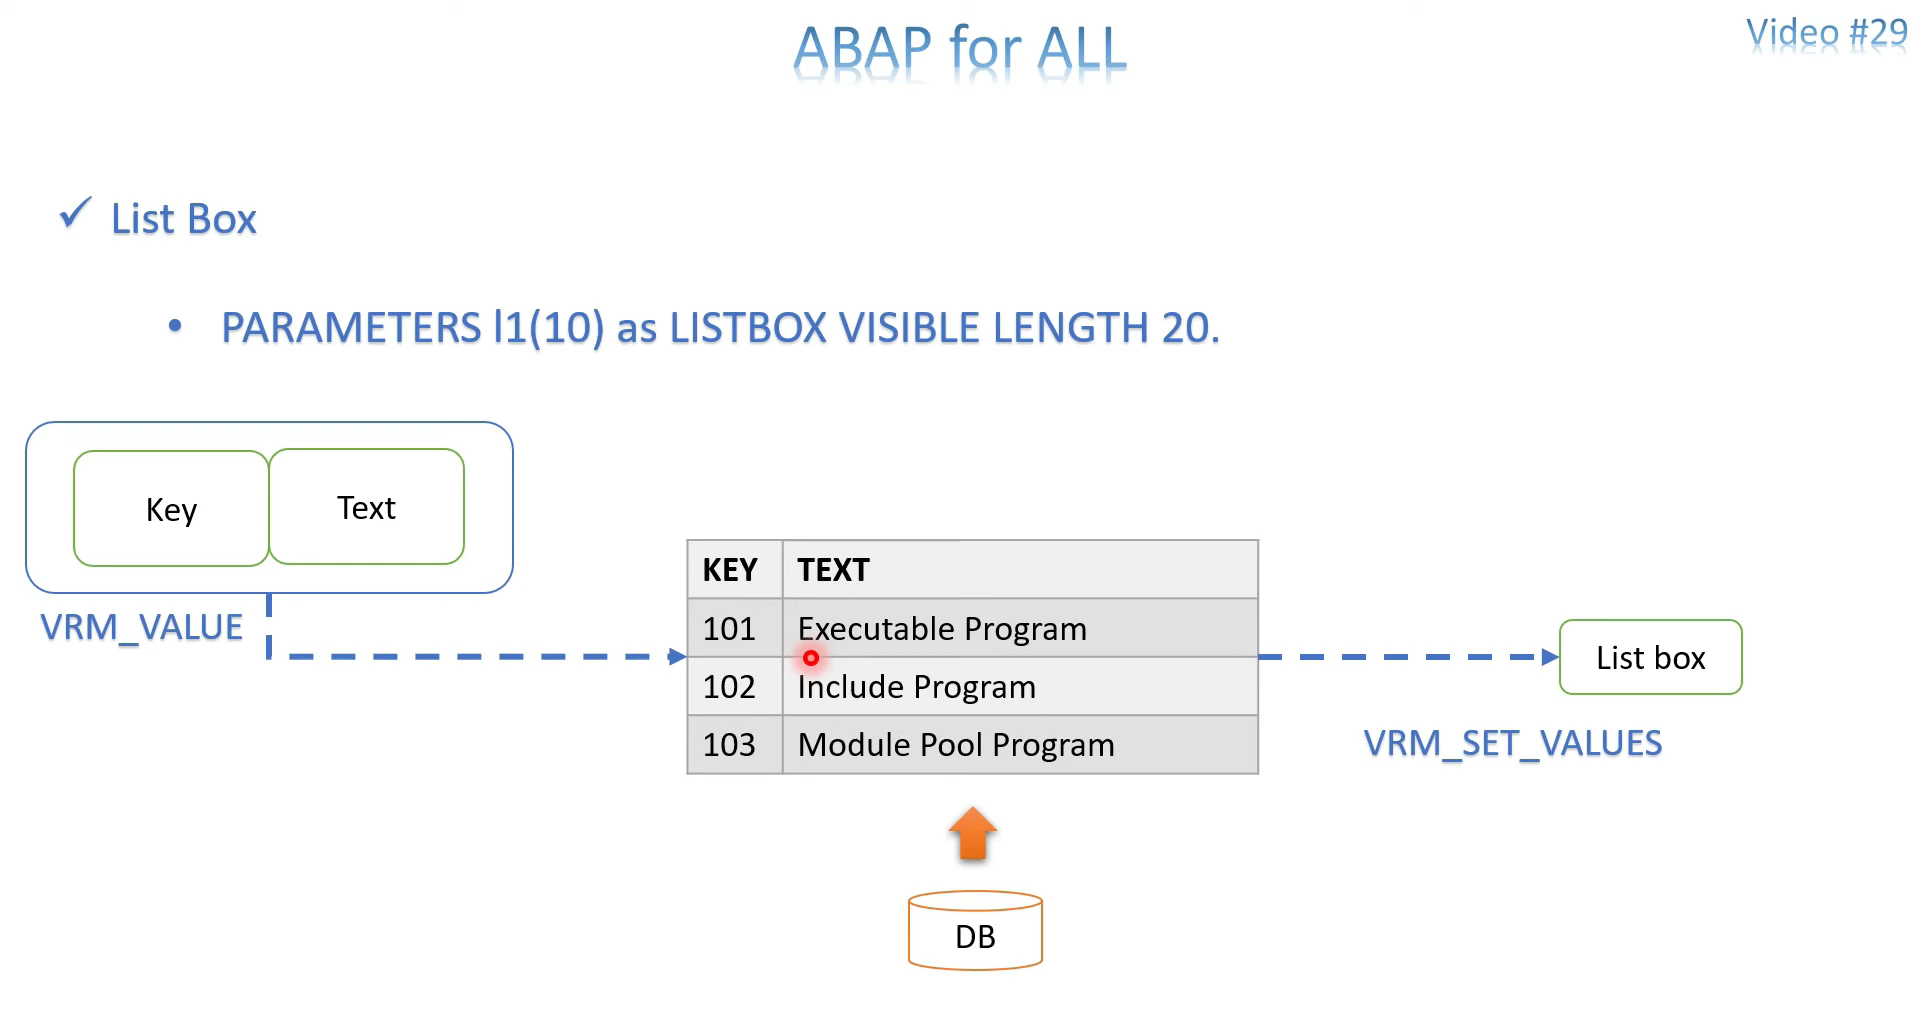 ABAP for ALL
Video #29
List Box
PARAMETERS l1(10) as LISTBOX VISIBLE LENGTH 20.
Key
Text
VRM_VALUE
KEY TEXT
101 Executable Program
102 Include Program
103 Module Pool Program
List box
VRM_SET_VALUES
DB